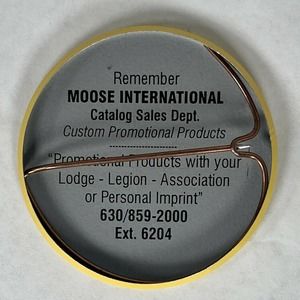 Remember
MOOSE INTERNATIONAL
Catalog Sales Dept.
Custom Promotional Products
"Promotional Products with your
Lodge - Legion - Association
or Personal Imprint"
630/859-2000
Ext. 6204